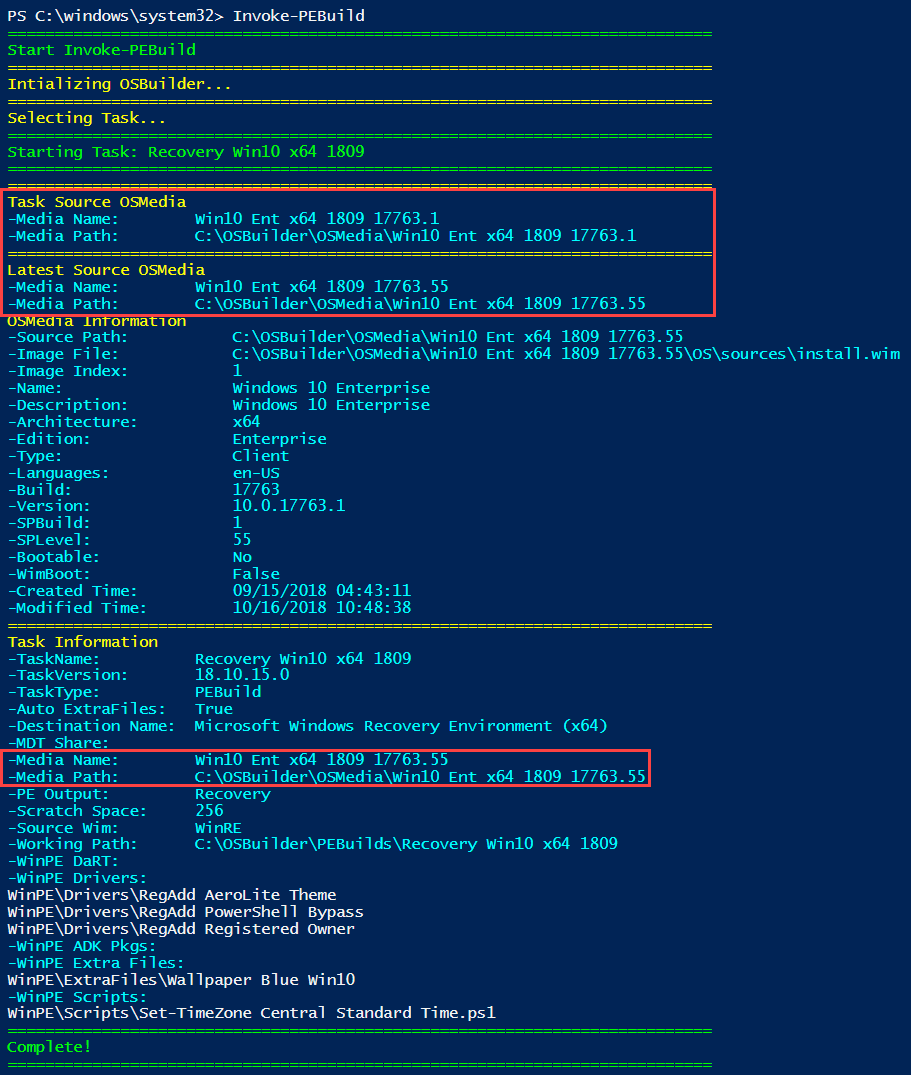 PS C:\windows\system32> Invoke-PEBuild
===========================================================================
Start Invoke-PEBuild
===========================================================================
Intializing OSBuilder...
===========================================================================
Selecting Task...
===========================================================================
Starting Task: Recovery Win10 x64 1809
===========================================================================
===========================================================================
Task Source OSMedia
-Media Name:        Win10 Ent x64 1809 17763.1
-Media Path:        C:\OSBuilder\OSMedia\Win10 Ent x64 1809 17763.1
===========================================================================
Latest Source OSMedia
-Media Name:        Win10 Ent x64 1809 17763.55
-Media Path:        C:\OSBuilder\OSMedia\Win10 Ent x64 1809 17763.55
OSMedia Information
-Source Path:           C:\OSBuilder\OSMedia\Win10 Ent x64 1809 17763.55
-Image File:            C:\OSBuilder\OSMedia\Win10 Ent x64 1809 17763.55\OS\sources\install.wim
-Image Index:           1
-Name:                  Windows 10 Enterprise
-Description:           Windows 10 Enterprise
-Architecture:          x64
-Edition:               Enterprise
-Type:                  Client
-Languages:             en-US
-Build:                 17763
-Version:               10.0.17763.1
-SPBuild:               1
-SPLevel:               55
-Bootable:              No
-WimBoot:               False
-Created Time:          09/15/2018 04:43:11
-Modified Time:         10/16/2018 10:48:38
===========================================================================
Task Information
-TaskName:          Recovery Win10 x64 1809
-TaskVersion:       18.10.15.0
-TaskType:          PEBuild
-Auto ExtraFiles:   True
-Destination Name:  Microsoft Windows Recovery Environment (x64)
-MDT Share:
-Media Name:        Win10 Ent x64 1809 17763.55
-Media Path:        C:\OSBuilder\OSMedia\Win10 Ent x64 1809 17763.55
-PE Output:         Recovery
-Scratch Space:     256
-Source Wim:        WinRE
-Working Path:      C:\OSBuilder\PEBuilds\Recovery Win10 x64 1809
-WinPE DaRT:
-WinPE Drivers:
WinPE\Drivers\RegAdd AeroLite Theme
WinPE\Drivers\RegAdd PowerShell Bypass
WinPE\Drivers\RegAdd Registered Owner
-WinPE ADK Pkgs:
-WinPE Extra Files:
WinPE\ExtraFiles\Wallpaper Blue Win10
-WinPE Scripts:
WinPE\Scripts\Set-TimeZone Central Standard Time.ps1
===========================================================================
Complete!
===========================================================================